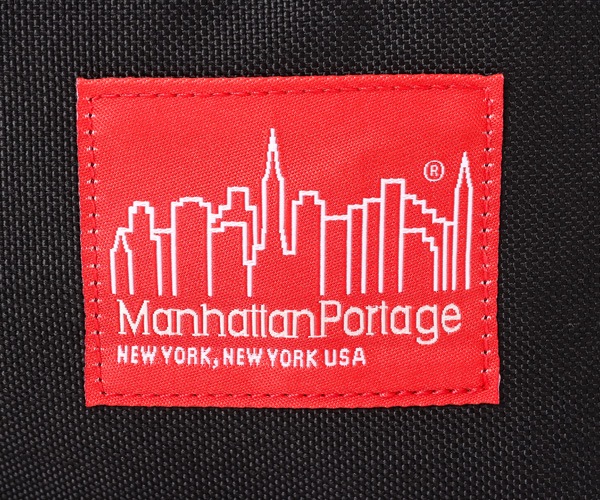 ®
ManhattanPortage
NEW YORK, NEW YORK USA